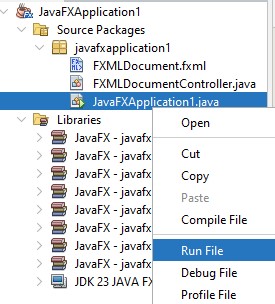 JavaFXApplication1
Source Packages
javafxapplication1
FXMLDocument.fxml
FXMLDocumentController.java
JavaFXApplication1.java
Libraries
JavaFX - javafx
JavaFX - javafx
JavaFX - javafx
JavaFX - javafx
JavaFX - javafx
JavaFX - javafx
JavaFX - javafx
JavaFX - javafx
JDK 23 JAVA FX
Open
Cut
Copy
Paste
Compile File
Run File
Debug File
Profile File